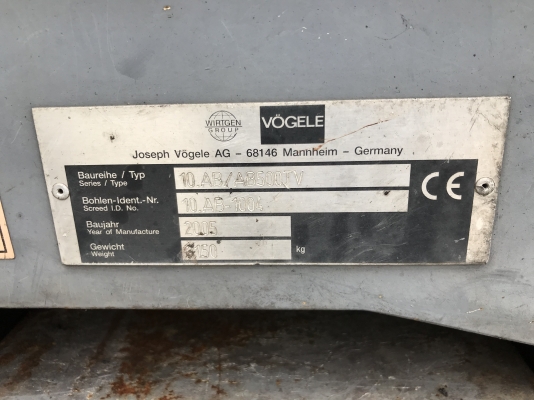 WIRTGEN GROUP VÖGELE
Joseph Vögele AG - 68146 Mannheim - Germany
Baureihe / Typ
Series / Type
Bohlen-Ident.-Nr.
Screed I.D. No.
Baujahr
Year of Manufacture
Gewicht
Weight
kg
CE